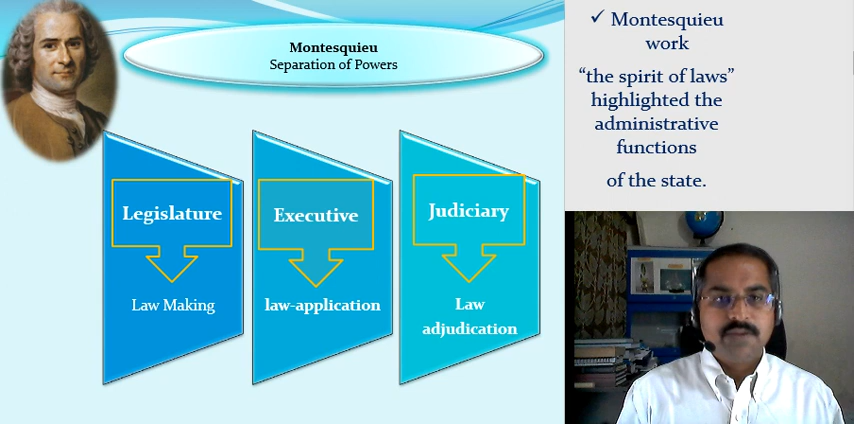 Montesquieu
Separation of Powers
Legislature
Executive
Judiciary
Law Making
law-application
Law
adjudication
✓ Montesquieu
work
“the spirit of laws”
highlighted the
administrative
functions
of the state.